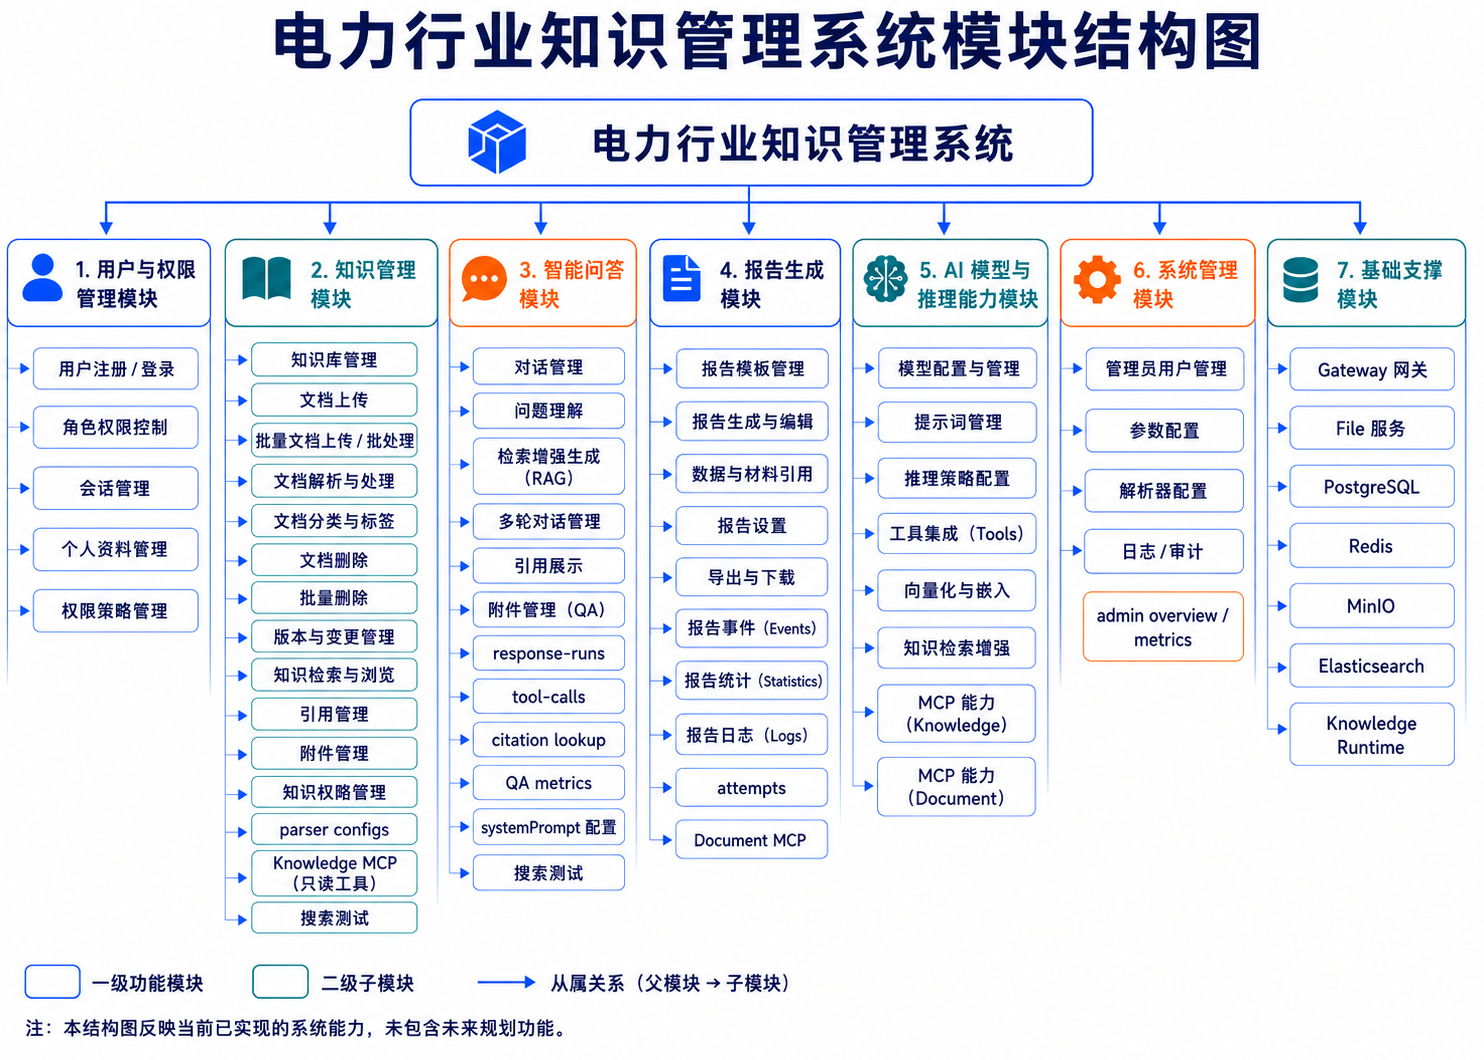 电力行业知识管理系统模块结构图
电力行业知识管理系统
1. 用户与权限
管理模块
用户注册 / 登录
角色权限控制
会话管理
个人资料管理
权限策略管理
2. 知识管理
模块
知识库管理
文档上传
批量文档上传 / 批处理
文档解析与处理
文档分类与标签
文档删除
批量删除
版本与变更管理
知识检索与浏览
引用管理
附件管理
知识权略管理
parser configs
Knowledge MCP
（只读工具）
搜索测试
3. 智能问答
模块
对话管理
问题理解
检索增强生成
（RAG）
多轮对话管理
引用展示
附件管理（QA）
response-runs
tool-calls
citation lookup
QA metrics
systemPrompt 配置
搜索测试
4. 报告生成
模块
报告模板管理
报告生成与编辑
数据与材料引用
报告设置
导出与下载
报告事件（Events）
报告统计（Statistics）
报告日志（Logs）
attempts
Document MCP
5. AI 模型与
推理能力模块
模型配置与管理
提示词管理
推理策略配置
工具集成（Tools）
向量化与嵌入
知识检索增强
MCP 能力
（Knowledge）
MCP 能力
（Document）
6. 系统管理
模块
管理员用户管理
参数配置
解析器配置
日志 / 审计
admin overview /
metrics
7. 基础支撑
模块
Gateway 网关
File 服务
PostgreSQL
Redis
MinIO
Elasticsearch
Knowledge
Runtime
一级功能模块
二级子模块
从属关系（父模块 → 子模块）
注：本结构图反映当前已实现的系统能力，未包含未来规划功能。